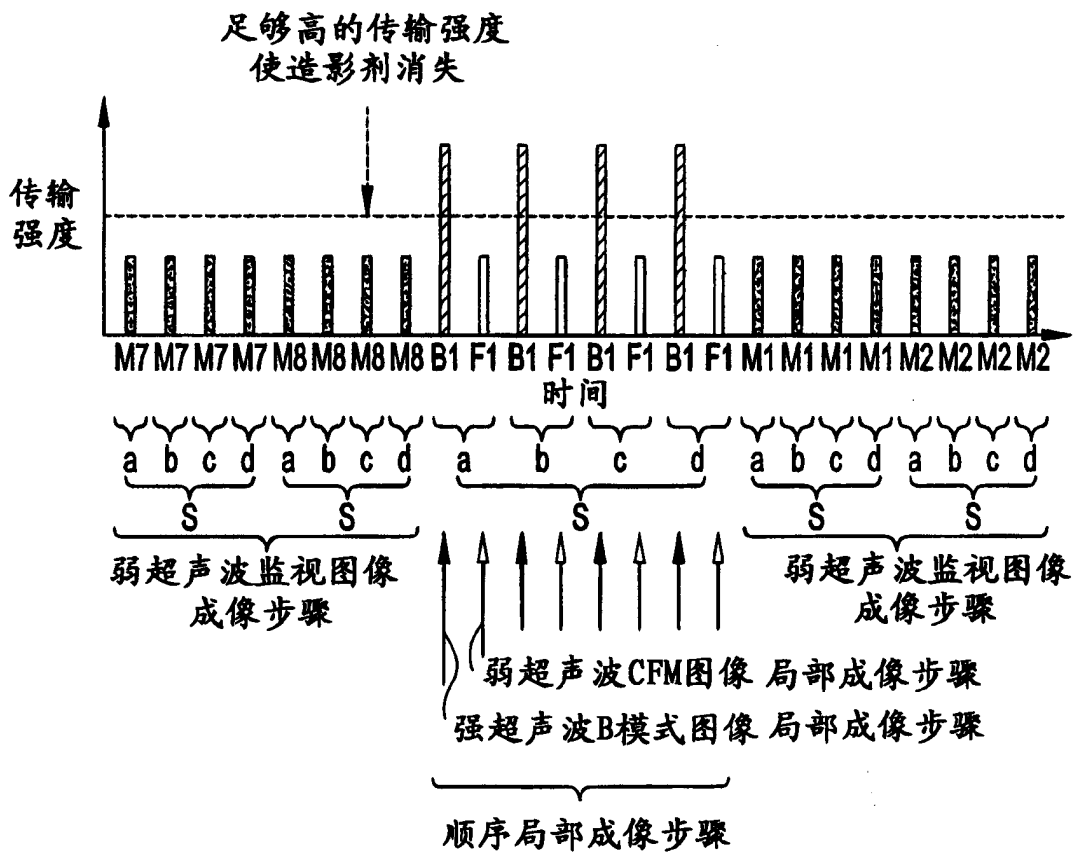 足够高的传输强度
使造影剂消失
传输
强度
M7 M7 M7 M7 M8 M8 M8 M8 B1 F1 B1 F1 B1 F1 B1 F1 M1 M1 M1 M1 M2 M2 M2 M2
时间
a b c d a b c d a b c d a b c d a b c d
S S S S S
弱超声波监视图像
成像步骤
弱超声波监视图像
成像步骤
弱超声波CFM图像 局部成像步骤
强超声波B模式图像 局部成像步骤
顺序局部成像步骤